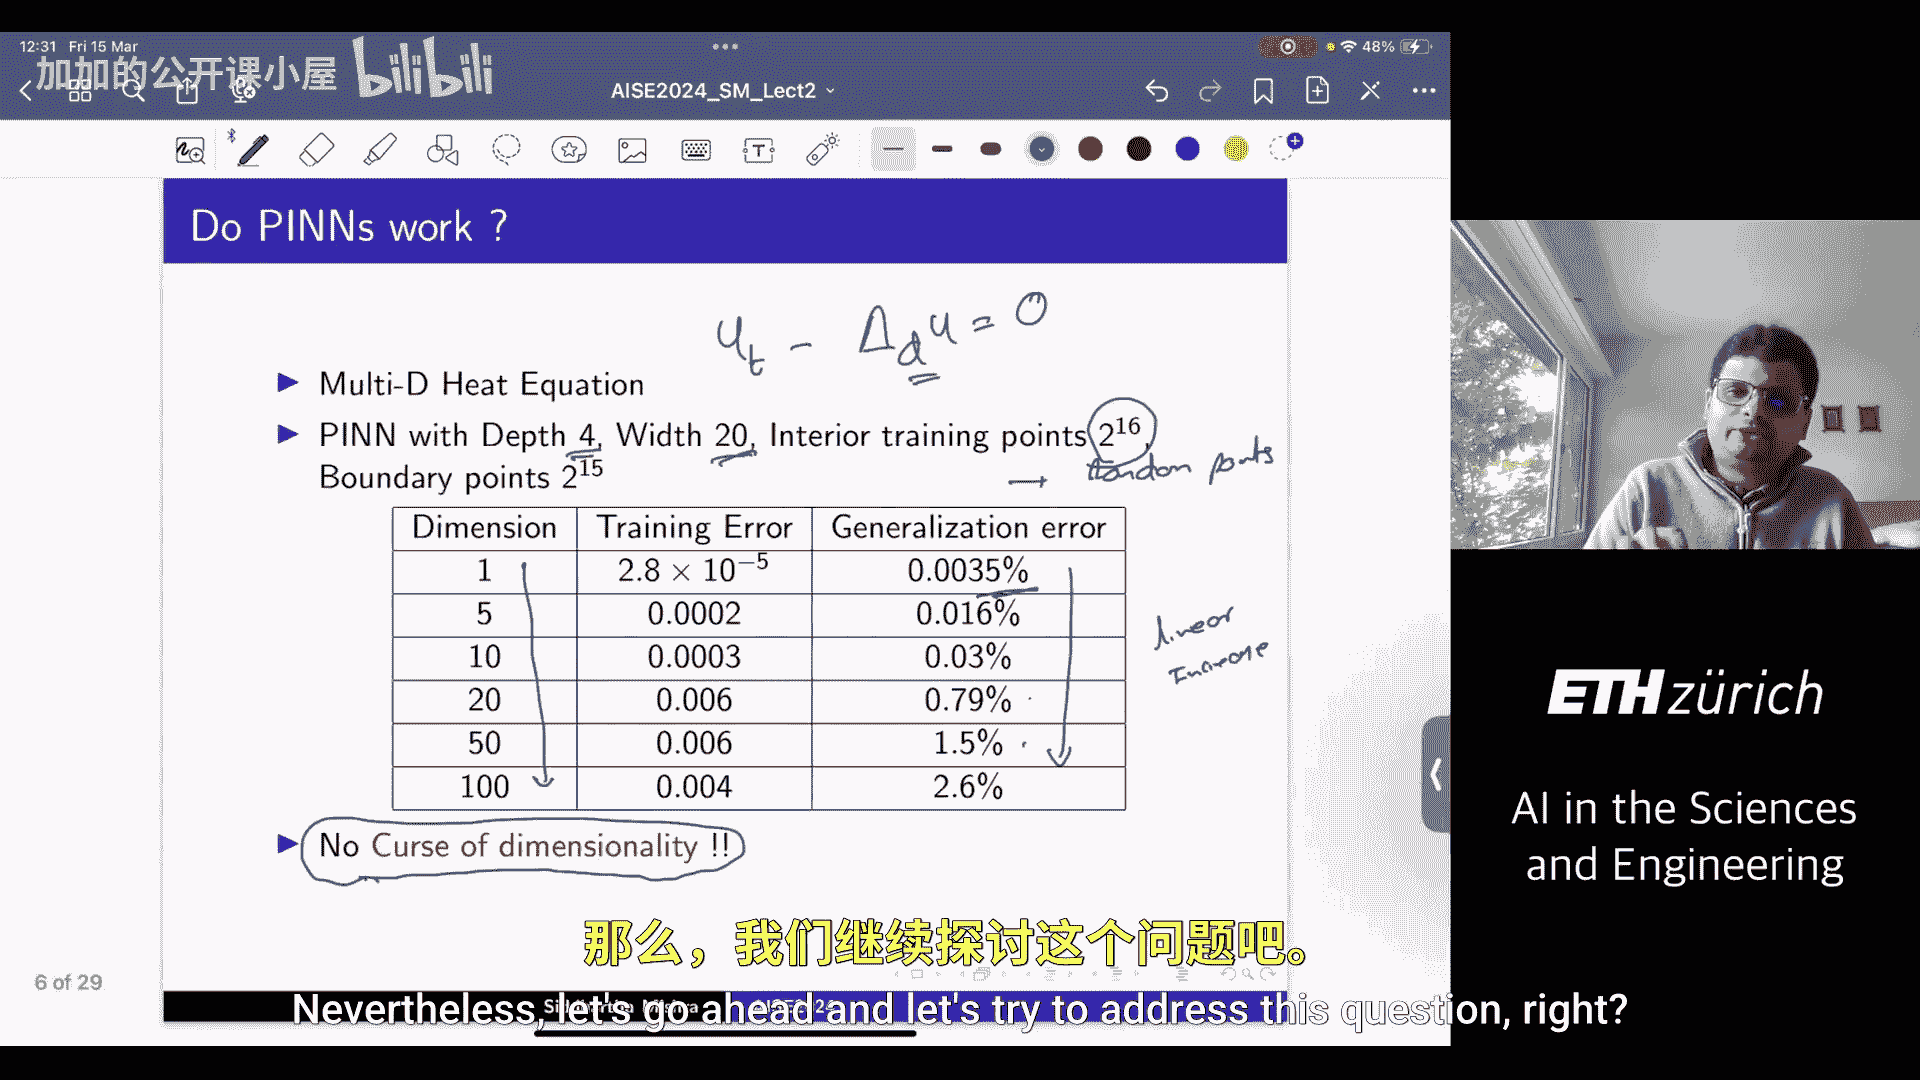 12:31 Fri 15 Mar
48%
加加的公开课小屋 bilibili
AISE2024_SM_Lect2
Do PINNs work ?
u_t - Δ_d u = 0
Multi-D Heat Equation
PINN with Depth 4, Width 20, Interior training points 2^16,
Boundary points 2^15
→ Random points
Dimension Training Error Generalization error
1 2.8 × 10^−5 0.0035%
5 0.0002 0.016%
10 0.0003 0.03%
20 0.006 0.79%
50 0.006 1.5%
100 0.004 2.6%
linear
Increase
No Curse of dimensionality !!
那么，我们继续探讨这个问题吧。
6 of 29
Nevertheless, let's go ahead and let's try to address this question, right?
ETH zürich
AI in the Sciences
and Engineering